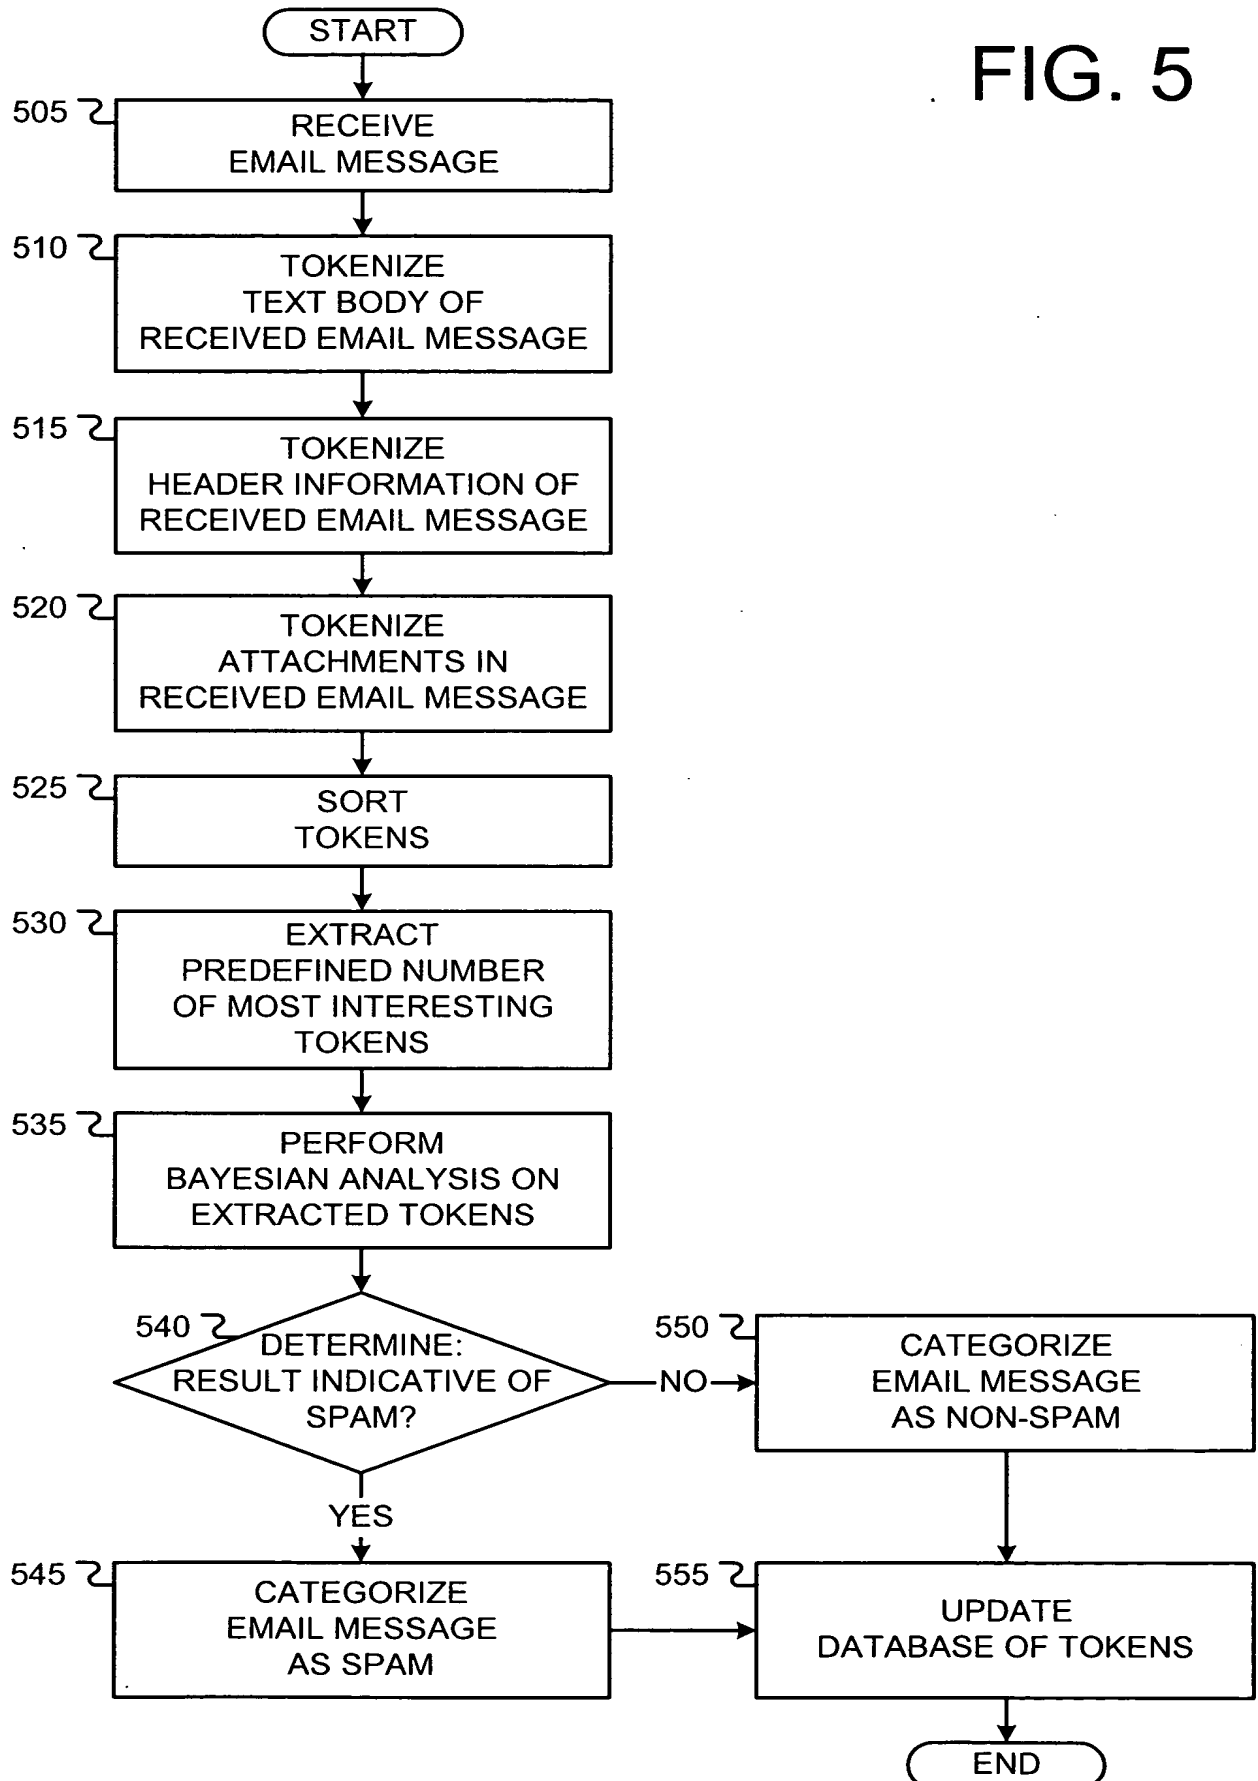 START
FIG. 5
505
RECEIVE
EMAIL MESSAGE
510
TOKENIZE
TEXT BODY OF
RECEIVED EMAIL MESSAGE
515
TOKENIZE
HEADER INFORMATION OF
RECEIVED EMAIL MESSAGE
520
TOKENIZE
ATTACHMENTS IN
RECEIVED EMAIL MESSAGE
525
SORT
TOKENS
530
EXTRACT
PREDEFINED NUMBER
OF MOST INTERESTING
TOKENS
535
PERFORM
BAYESIAN ANALYSIS ON
EXTRACTED TOKENS
540
DETERMINE:
RESULT INDICATIVE OF
SPAM?
NO
550
CATEGORIZE
EMAIL MESSAGE
AS NON-SPAM
YES
545
CATEGORIZE
EMAIL MESSAGE
AS SPAM
555
UPDATE
DATABASE OF TOKENS
END